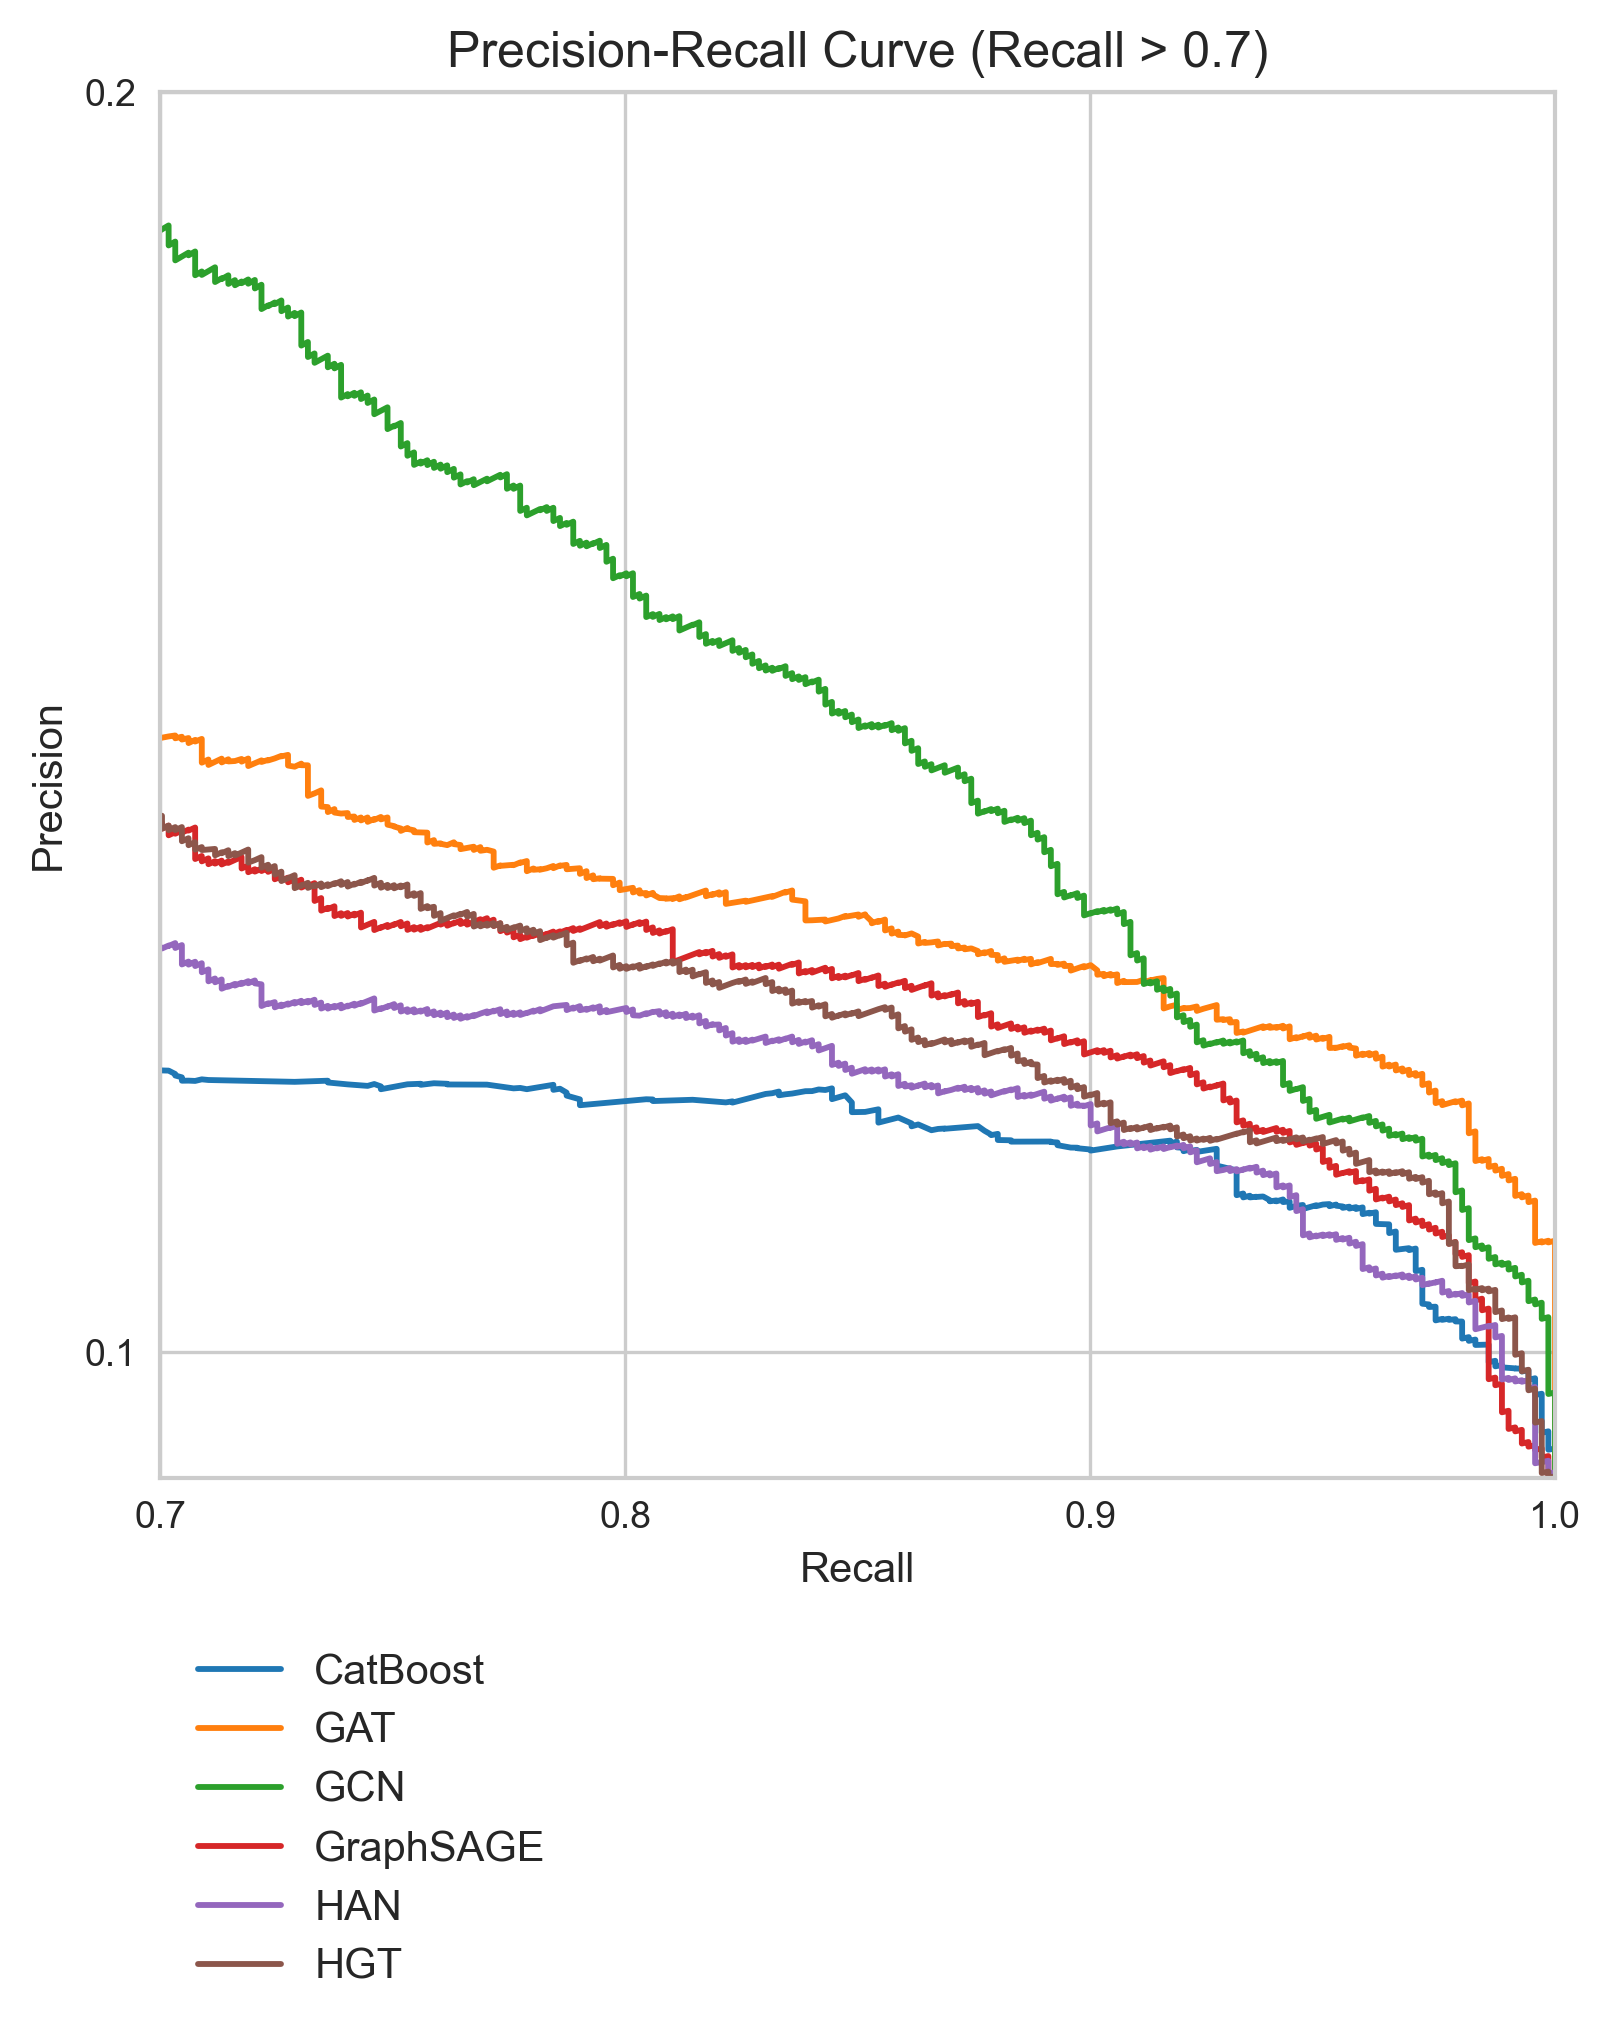 Precision-Recall Curve (Recall > 0.7)
0.2
Precision
0.1
0.7 0.8 0.9 1.0
Recall
CatBoost
GAT
GCN
GraphSAGE
HAN
HGT